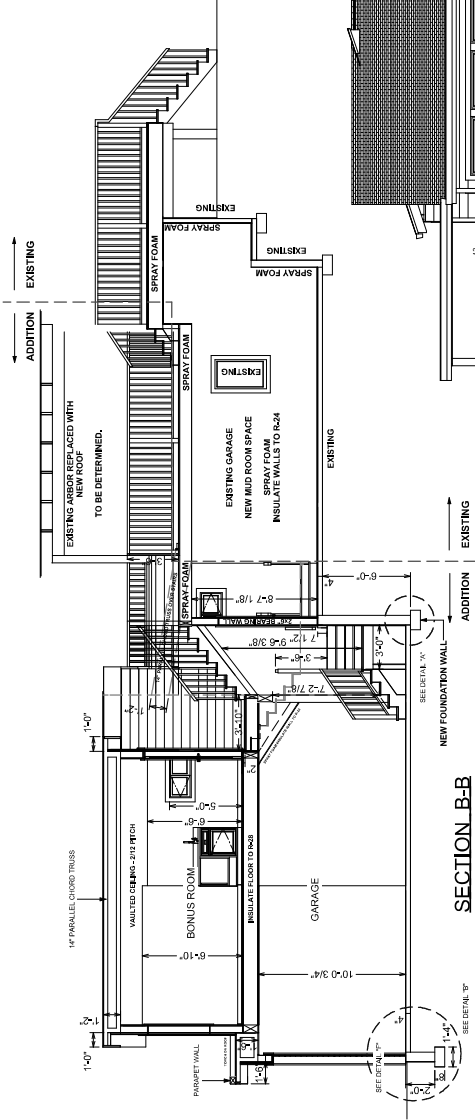 EXISTING
ADDITION
EXISTING ARBOR REPLACED WITH
NEW ROOF
TO BE DETERMINED.
SPRAY FOAM
SPRAY FOAM
SPRAY FOAM
EXISTING
SPRAY FOAM
EXISTING
SPRAY FOAM
EXISTING
EXISTING GARAGE
NEW MUD ROOM SPACE
SPRAY FOAM
INSULATE WALLS TO R-24
EXISTING
EXISTING
ADDITION
6'-0"
4"
8'-7 1/8"
2x6 BEARING WALL
7 1/2"
9'-6 3/8"
3'-6"
7'-2 7/8"
3'-0"
SEE DETAIL "A"
NEW FOUNDATION WALL
1'-0"
1'-2"
3'-10"
14" PARALLEL CHORD TRUSS
VAULTED CEILING - 2/12 PITCH
5'-0"
6'-6"
BONUS ROOM
6'-10"
INSULATE FLOOR TO R-28
GARAGE
10'-0 3/4"
1'-2"
1'-0"
PARAPET WALL
1'-6"
4"
SEE DETAIL "F"
SEE DETAIL "B"
1'-4"
8"
2'-0"
SECTION B-B